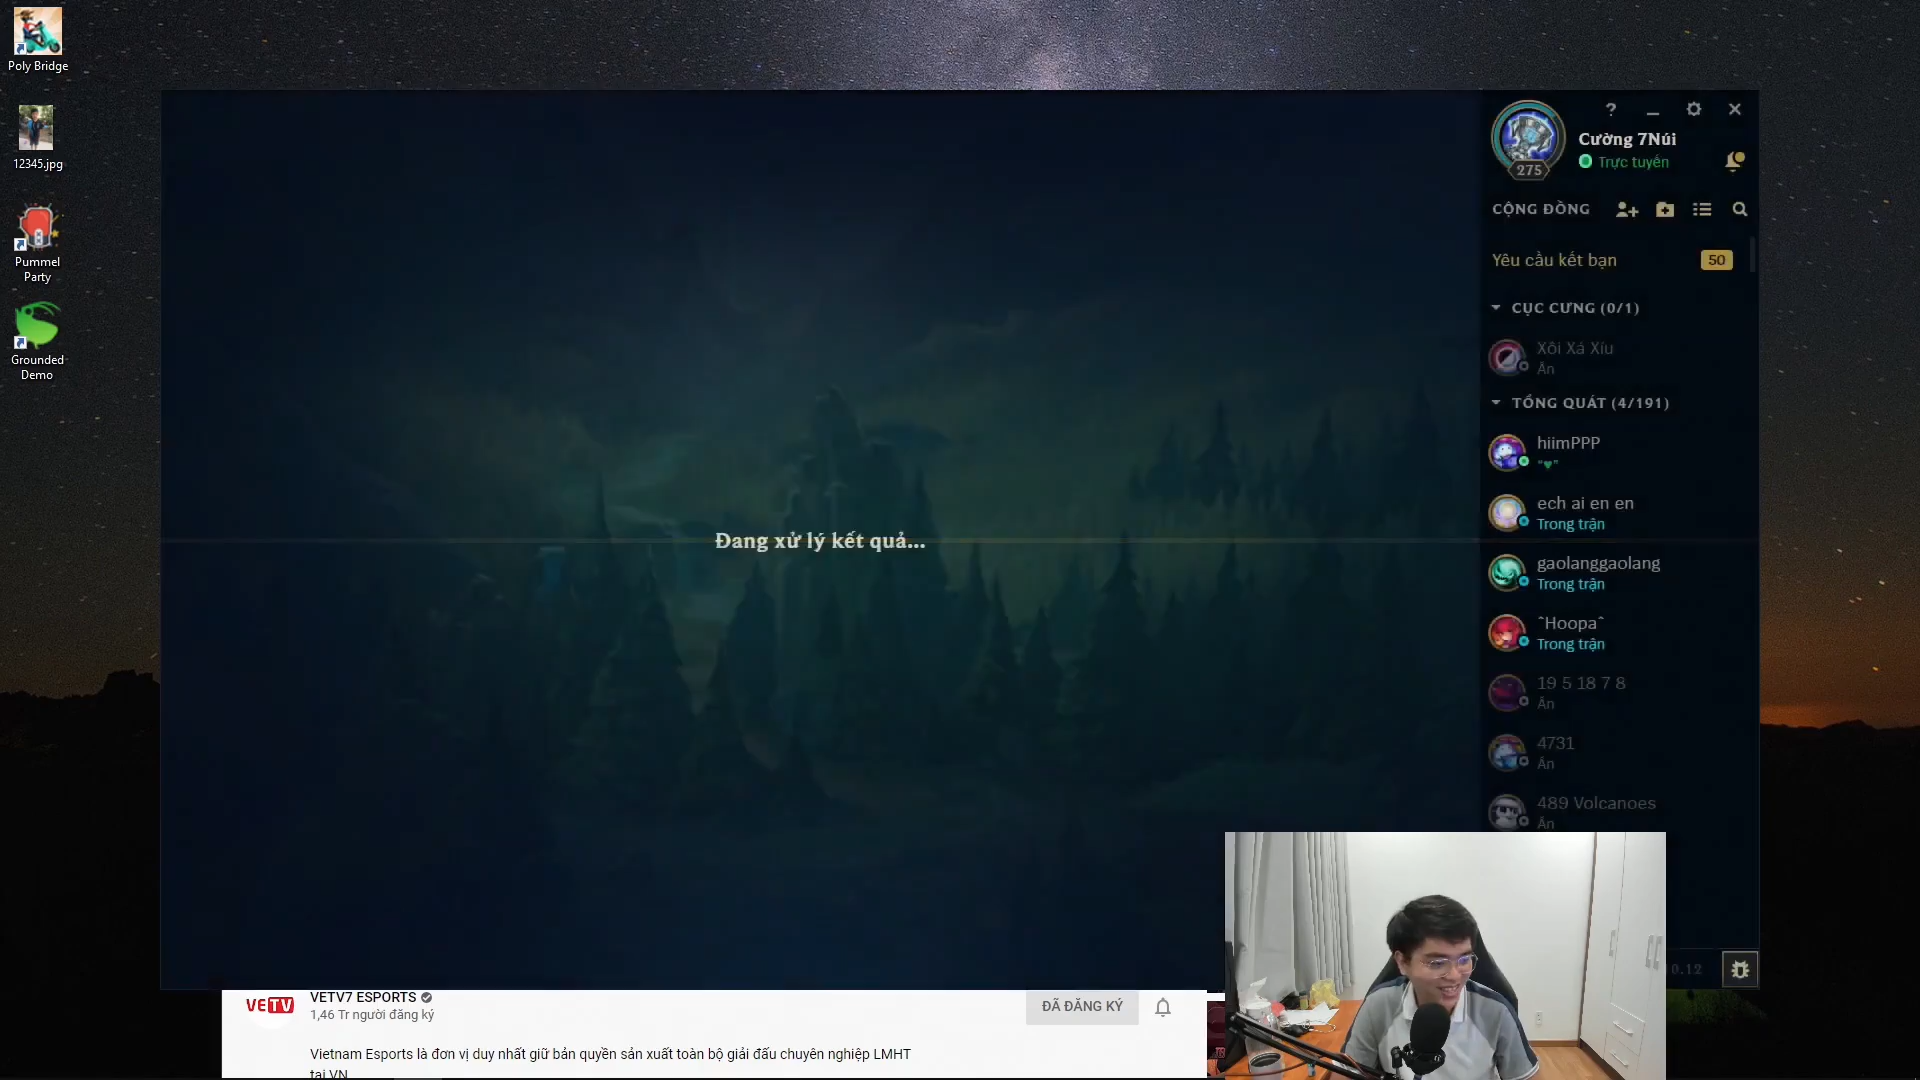 Poly Bridge
12345.jpg
Pummel
Party
Grounded
Demo
Đang xử lý kết quả...
?
Cường 7Núi
Trực tuyến
275
CỘNG ĐỒNG
Yêu cầu kết bạn
50
CỤC CƯNG (0/1)
Xôi Xá Xíu
Ẩn
TỔNG QUÁT (4/191)
hiimPPP
"♥"
ech ai en en
Trong trận
gaolanggaolang
Trong trận
^Hoopa^
Trong trận
19 5 18 7 8
Ẩn
4731
Ẩn
489 Volcanoes
Ẩn
0.12
VETV
VETV7 ESPORTS
1,46 Tr người đăng ký
ĐÃ ĐĂNG KÝ
Vietnam Esports là đơn vị duy nhất giữ bản quyền sản xuất toàn bộ giải đấu chuyên nghiệp LMHT
tại VN